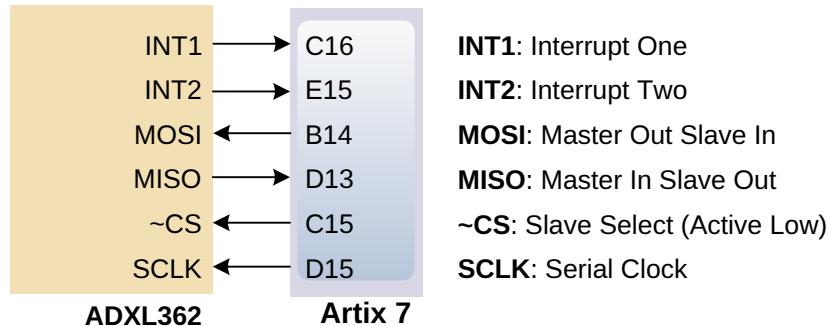 INT1 C16 INT1: Interrupt One
INT2 E15 INT2: Interrupt Two
MOSI B14 MOSI: Master Out Slave In
MISO D13 MISO: Master In Slave Out
~CS C15 ~CS: Slave Select (Active Low)
SCLK D15 SCLK: Serial Clock
ADXL362 Artix 7